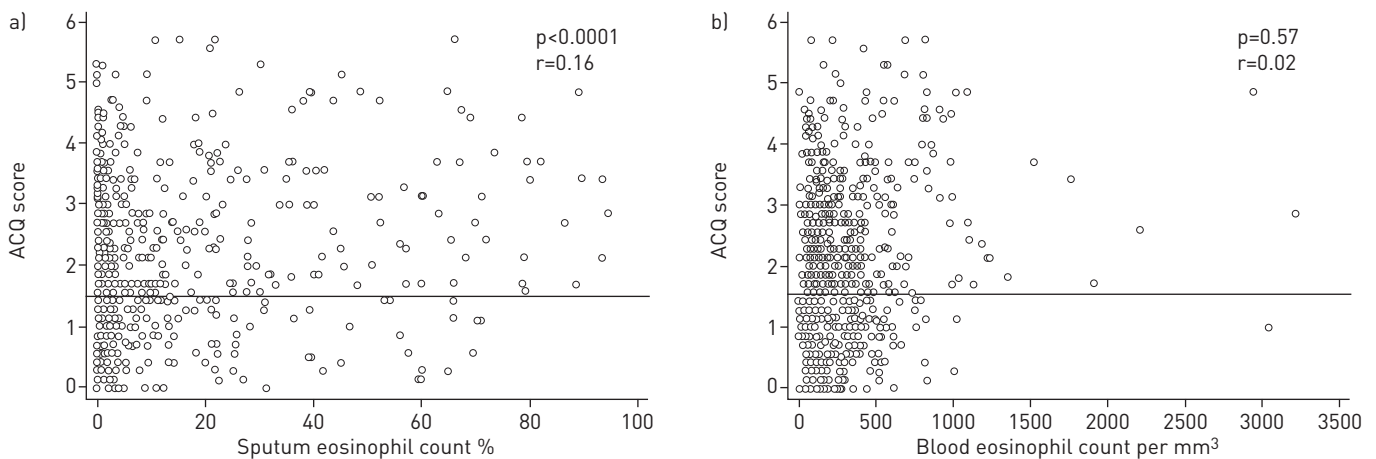 a)
p<0.0001
r=0.16
ACQ score
6
5
4
3
2
1
0
0 20 40 60 80 100
Sputum eosinophil count %
b)
p=0.57
r=0.02
ACQ score
6
5
4
3
2
1
0
0 500 1000 1500 2000 2500 3000 3500
Blood eosinophil count per mm³